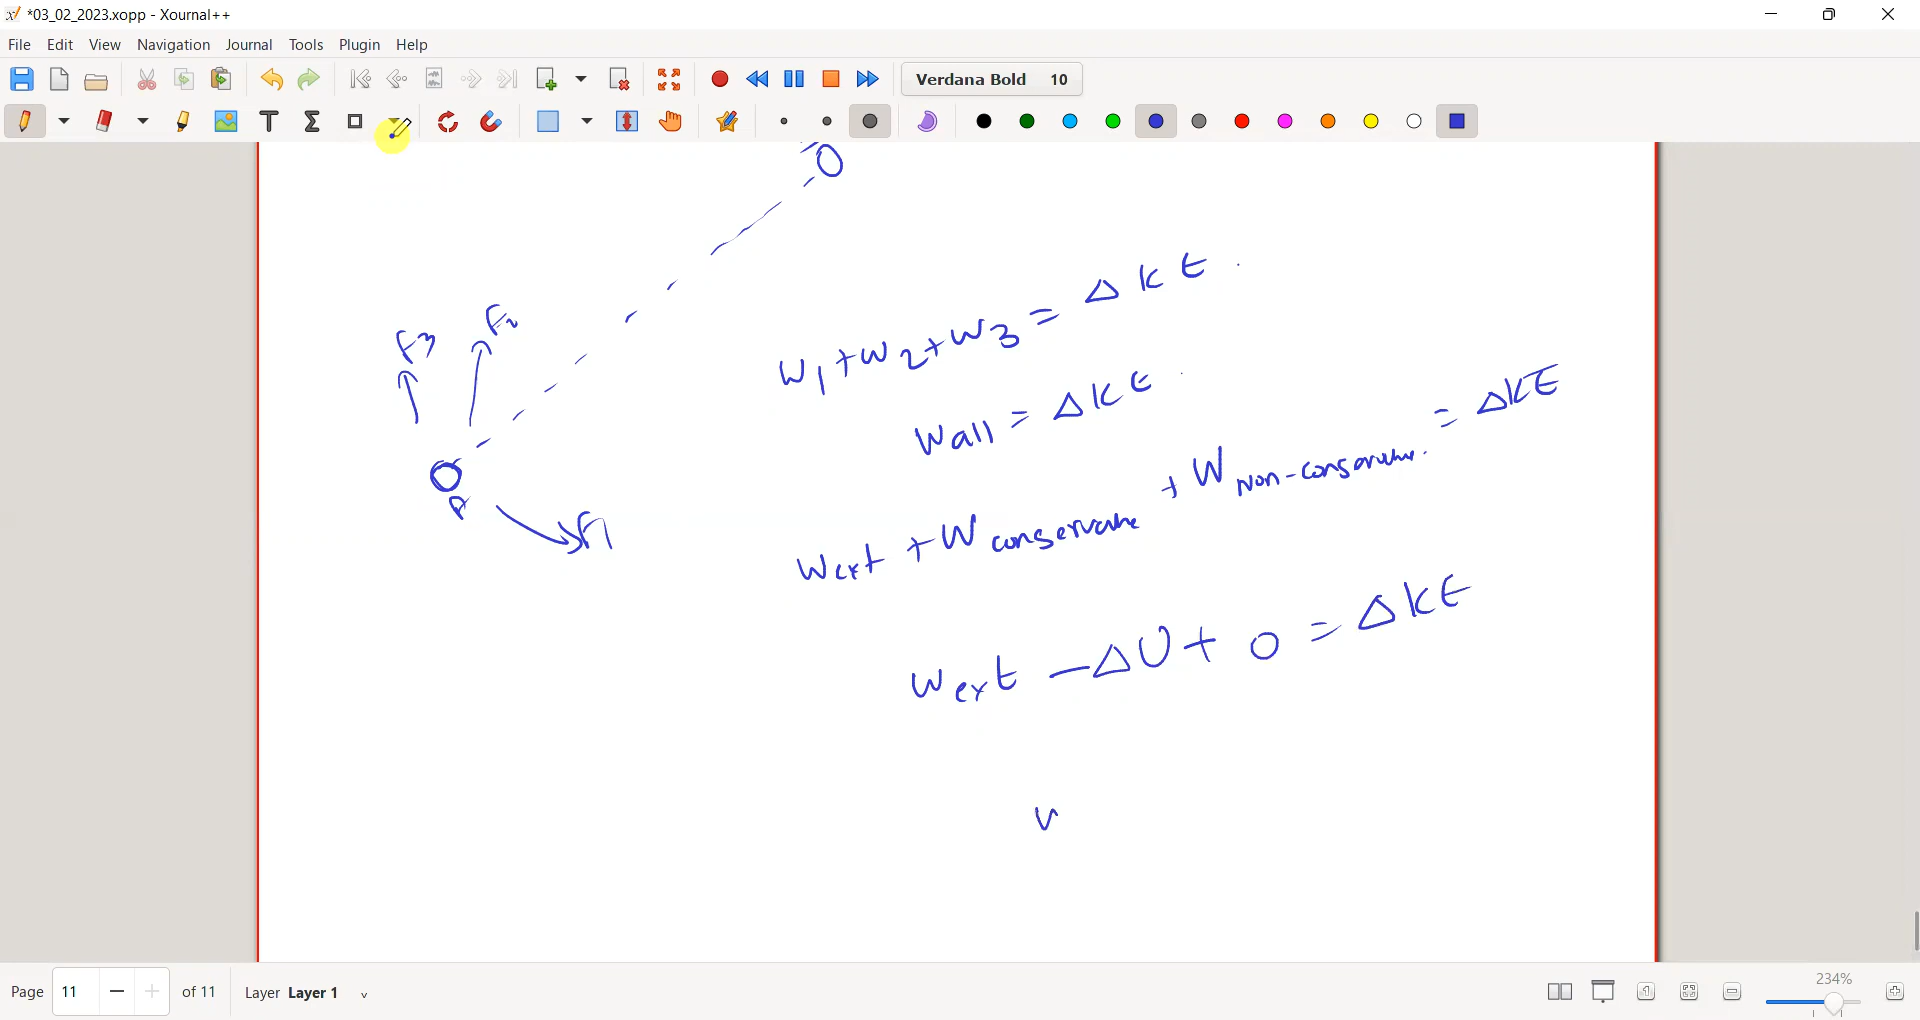 *03_02_2023.xopp - Xournal++
File Edit View Navigation Journal Tools Plugin Help
Verdana Bold 10
F3
F2
A
F1
W1+W2+W3 = ΔKE
Wall = ΔKE
Wext + Wconservative + WNon-conservative = ΔKE
Wext -ΔU + 0 = ΔKE
W
Page 11 of 11 Layer Layer 1
234%